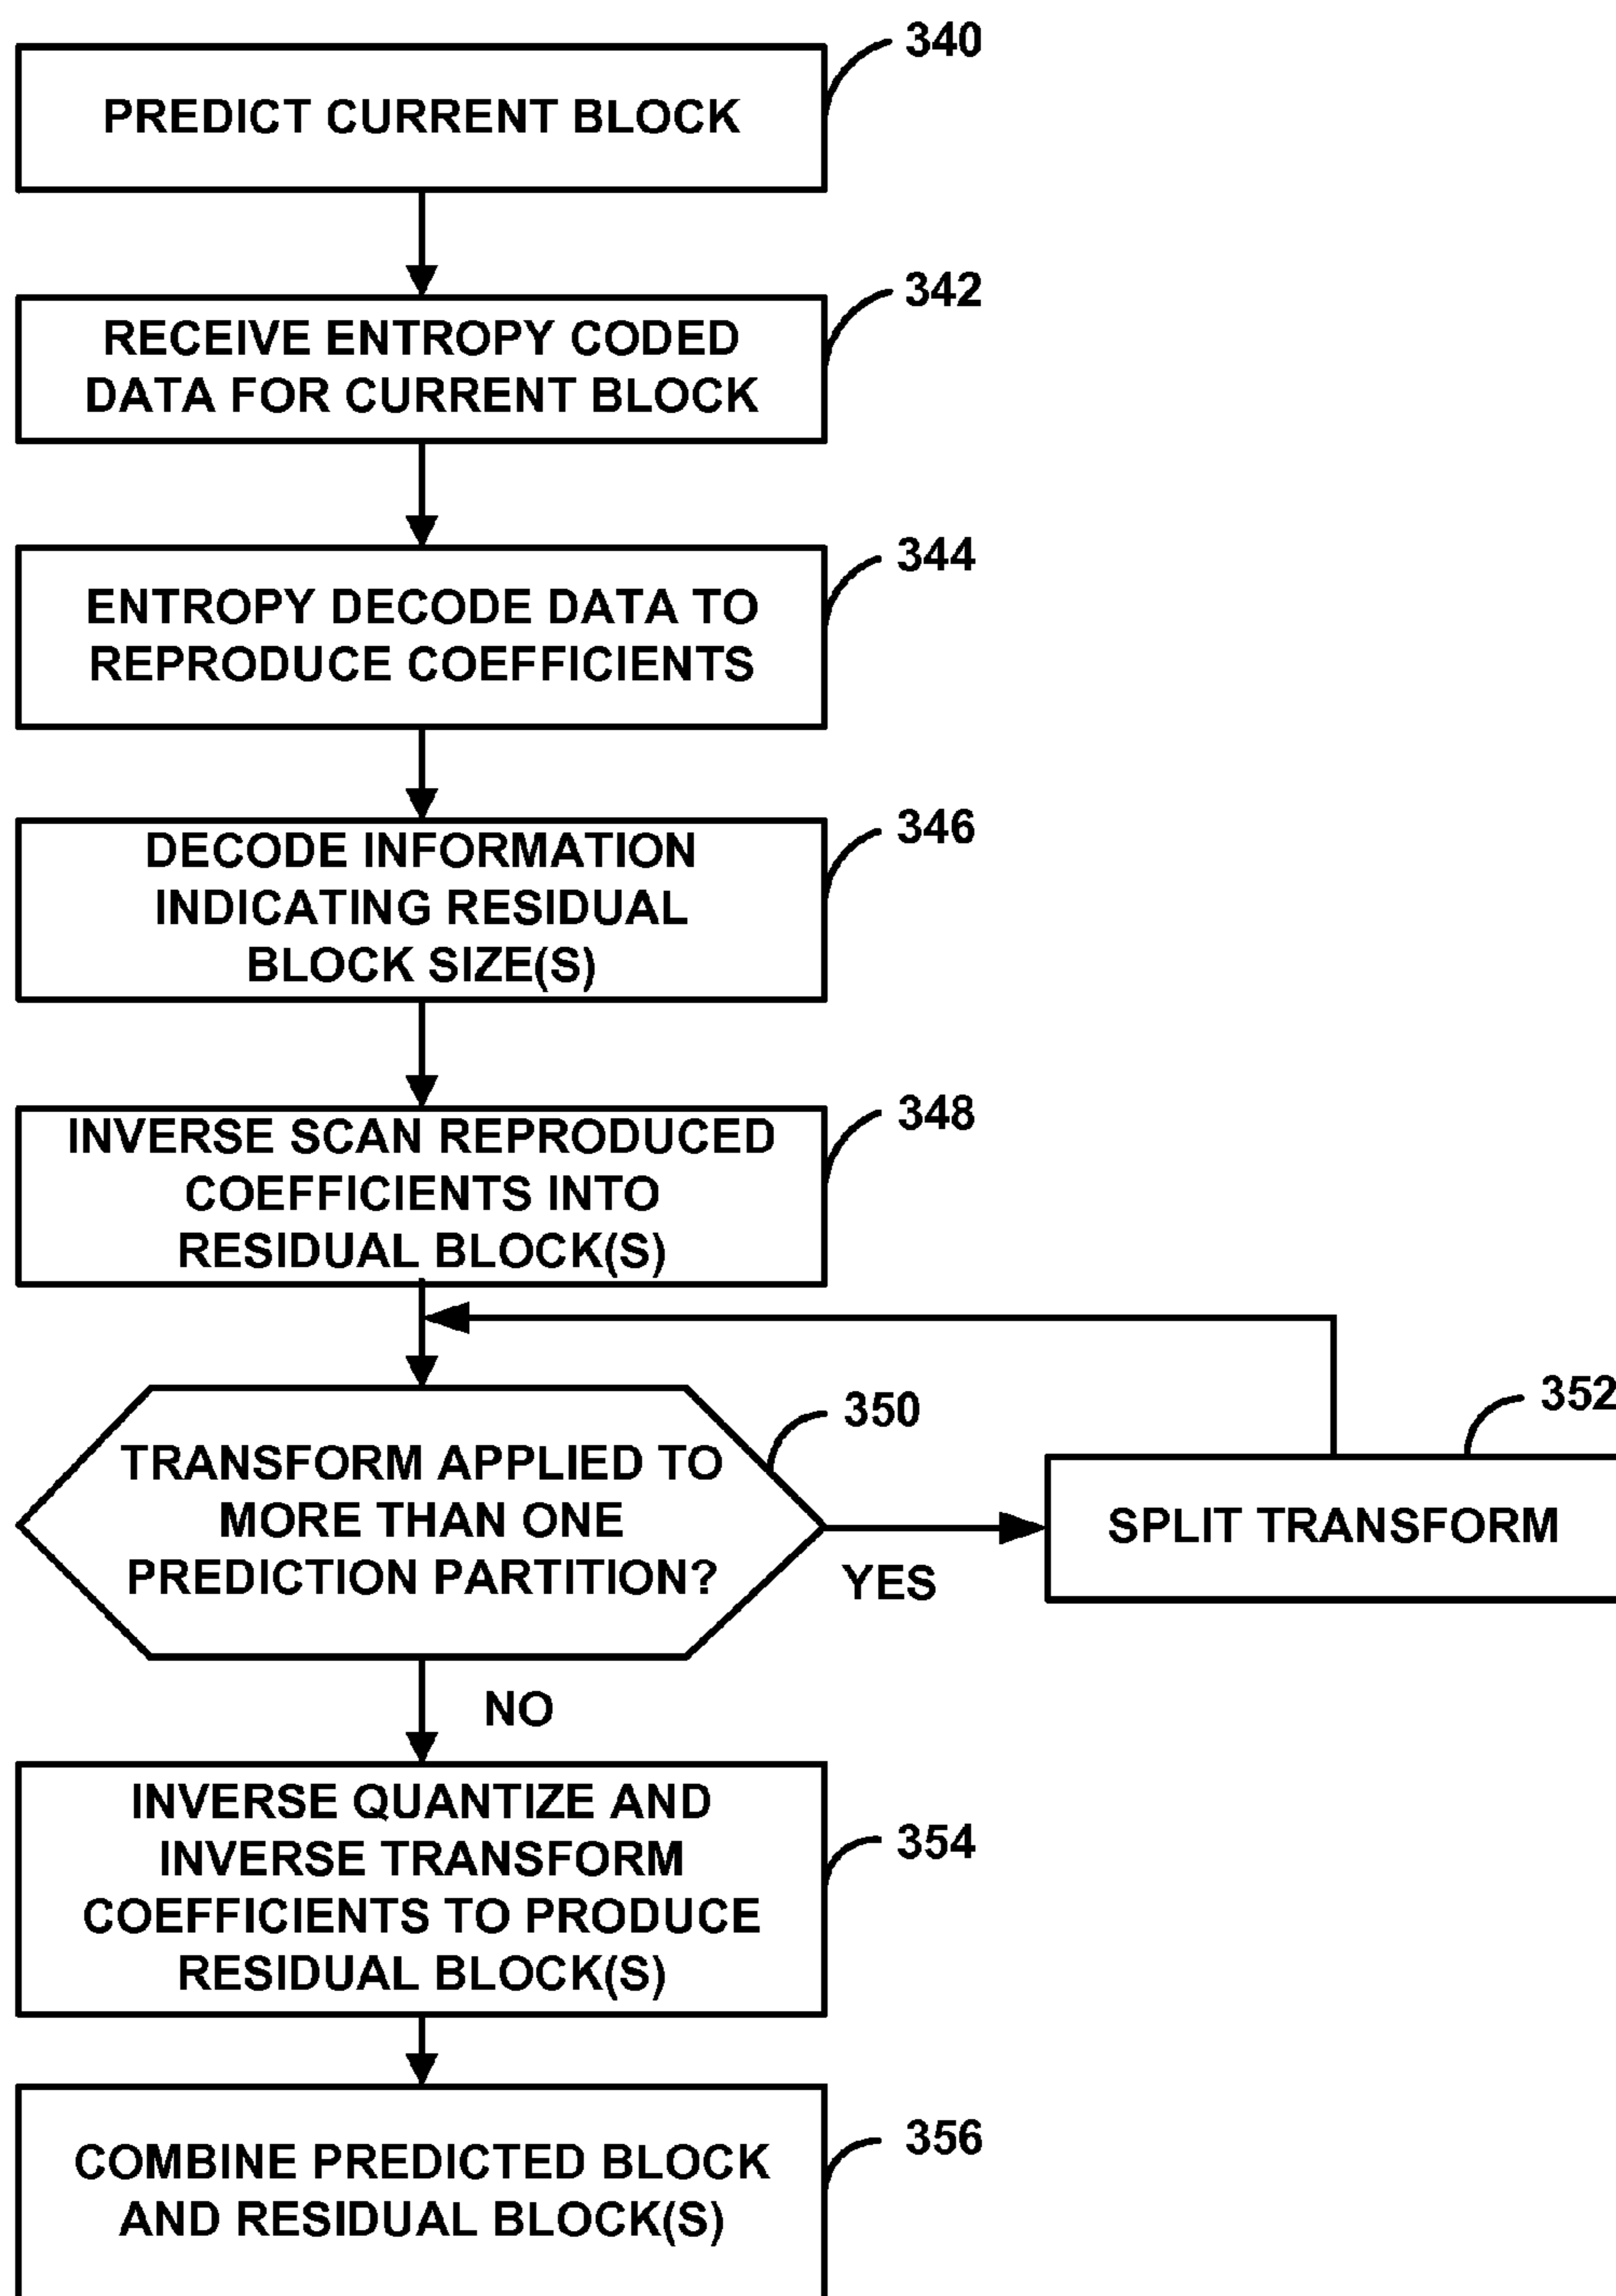 340
PREDICT CURRENT BLOCK
342
RECEIVE ENTROPY CODED
DATA FOR CURRENT BLOCK
344
ENTROPY DECODE DATA TO
REPRODUCE COEFFICIENTS
346
DECODE INFORMATION
INDICATING RESIDUAL
BLOCK SIZE(S)
348
INVERSE SCAN REPRODUCED
COEFFICIENTS INTO
RESIDUAL BLOCK(S)
350
TRANSFORM APPLIED TO
MORE THAN ONE
PREDICTION PARTITION?
YES
352
SPLIT TRANSFORM
NO
354
INVERSE QUANTIZE AND
INVERSE TRANSFORM
COEFFICIENTS TO PRODUCE
RESIDUAL BLOCK(S)
356
COMBINE PREDICTED BLOCK
AND RESIDUAL BLOCK(S)